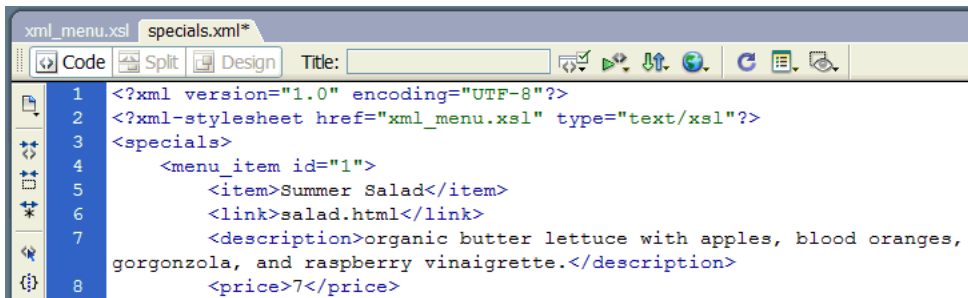 xml_menu.xsl specials.xml*
Code Split Design Title:
1 <?xml version="1.0" encoding="UTF-8"?>
2 <?xml-stylesheet href="xml_menu.xsl" type="text/xsl"?>
3 <specials>
4 <menu_item id="1">
5 <item>Summer Salad</item>
6 <link>salad.html</link>
7 <description>organic butter lettuce with apples, blood oranges,
gorgonzola, and raspberry vinaigrette.</description>
8 <price>7</price>